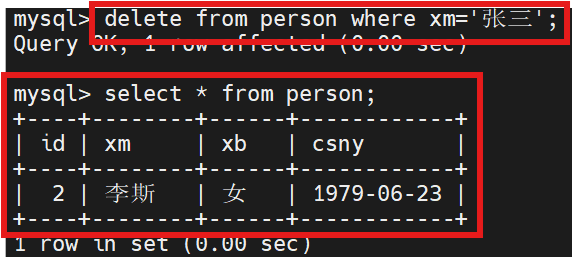 mysql> delete from person where xm='张三';
Query OK, 1 row affected (0.00 sec)
mysql> select * from person;
+----+--------+------+------------+
| id | xm     | xb   | csny       |
+----+--------+------+------------+
|  2 | 李斯   | 女   | 1979-06-23 |
+----+--------+------+------------+
1 row in set (0.00 sec)